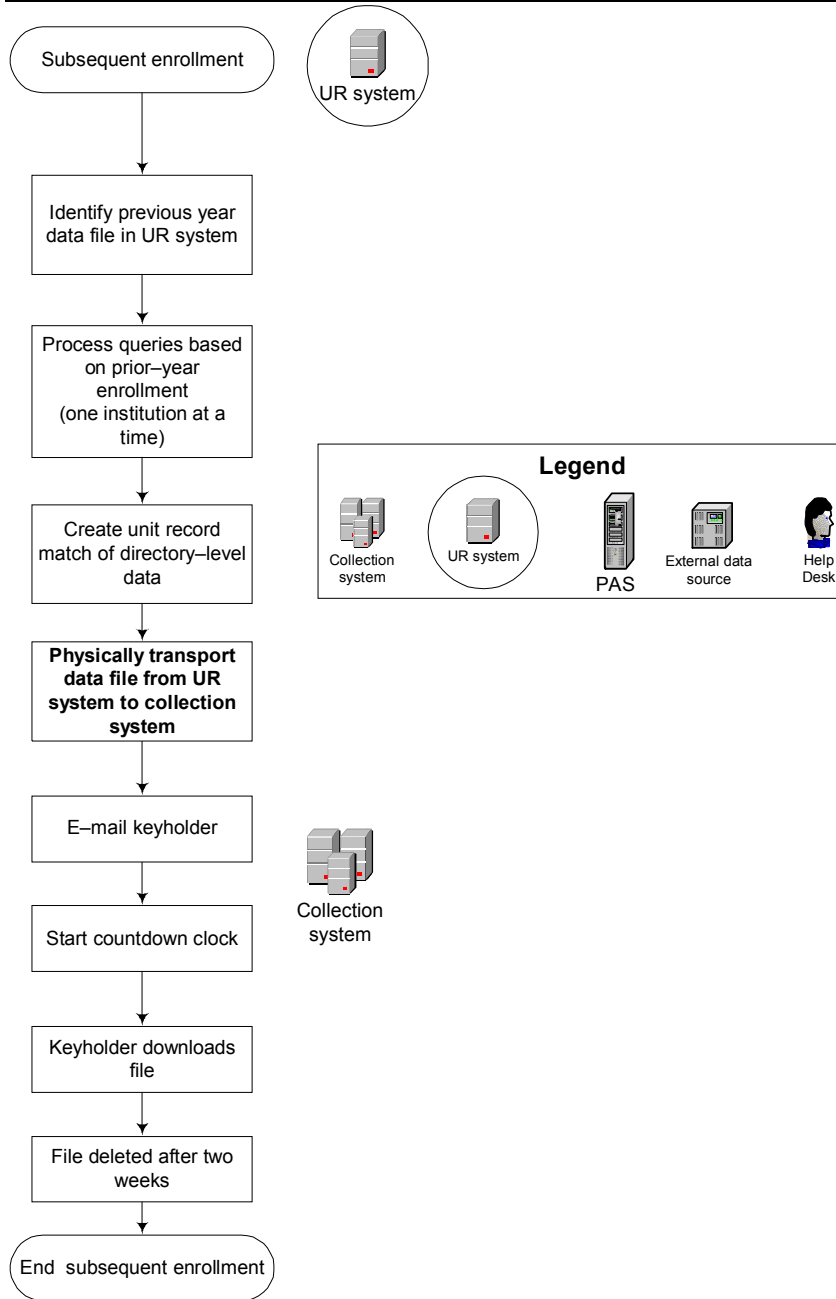 Subsequent enrollment
UR system
Identify previous year
data file in UR system
Process queries based
on prior–year
enrollment
(one institution at a
time)
Create unit record
match of directory–level
data
Physically transport
data file from UR
system to collection
system
E–mail keyholder
Start countdown clock
Keyholder downloads
file
File deleted after two
weeks
End subsequent enrollment
Legend
Collection
system
UR system
PAS
External data
source
Help
Desk
Collection
system